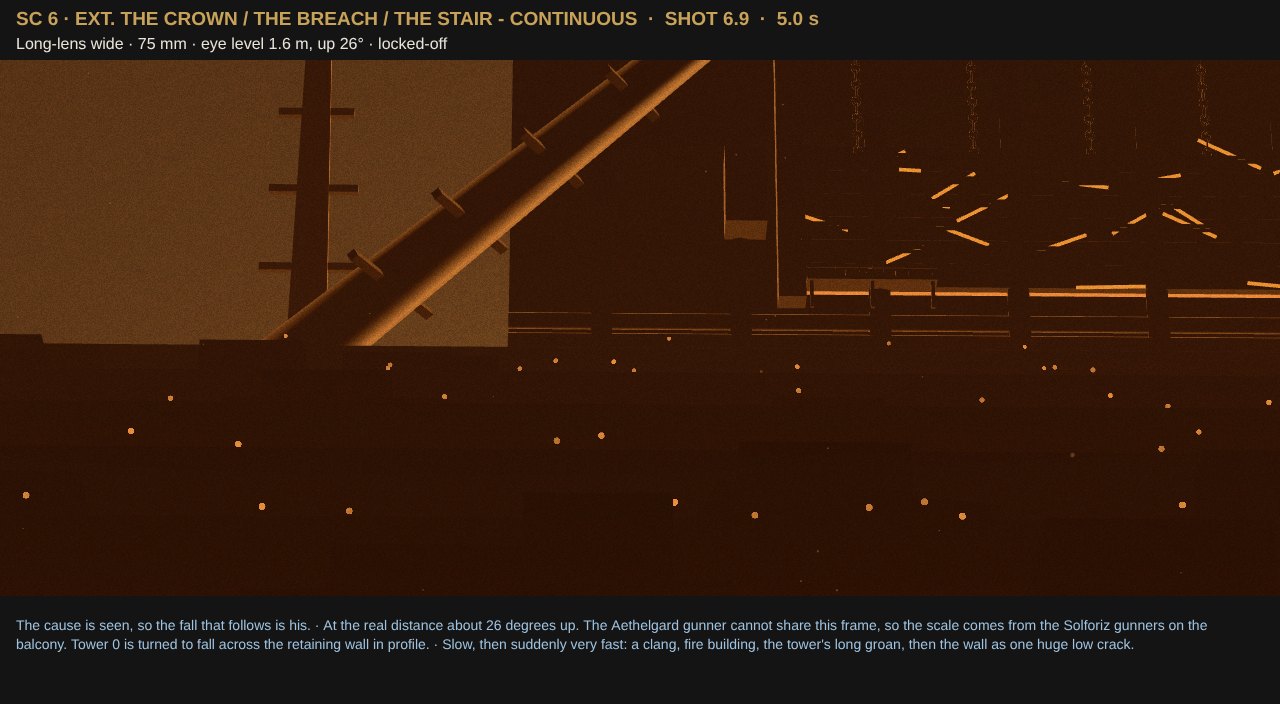 SC 6 · EXT. THE CROWN / THE BREACH / THE STAIR - CONTINUOUS · SHOT 6.9 · 5.0 s
Long-lens wide · 75 mm · eye level 1.6 m, up 26° · locked-off
The cause is seen, so the fall that follows is his. · At the real distance about 26 degrees up. The Aethelgard gunner cannot share this frame, so the scale comes from the Solforiz gunners on the
balcony. Tower 0 is turned to fall across the retaining wall in profile. · Slow, then suddenly very fast: a clang, fire building, the tower's long groan, then the wall as one huge low crack.